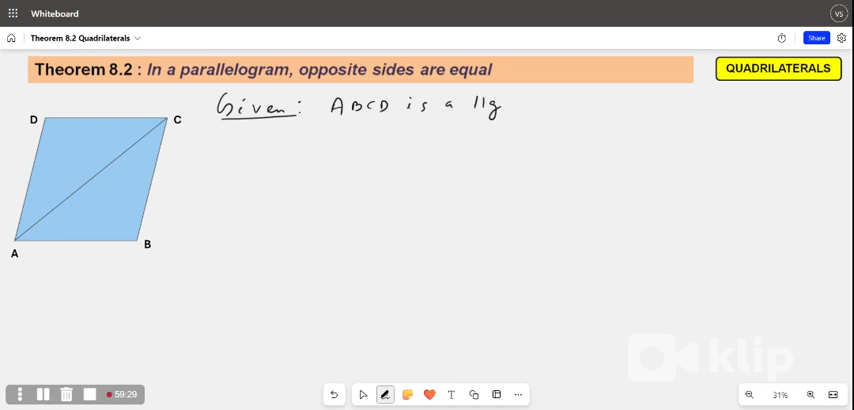 Whiteboard
VS
Theorem 8.2 Quadrilaterals
Share
Theorem 8.2 : In a parallelogram, opposite sides are equal
QUADRILATERALS
Given: ABCD is a ||g
D
C
A
B
klip
59:29
T
31%